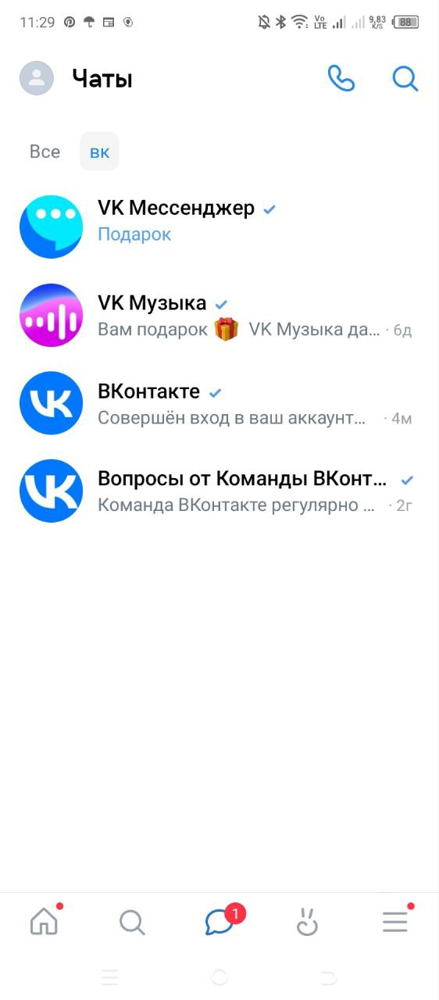 11:29
Vo LTE
9,83 K/S
88
Чаты
Все
вк
VK Мессенджер
Подарок
VK Музыка
Вам подарок 🎁 VK Музыка да... · 6д
ВКонтакте
Совершён вход в ваш аккаунт... · 4м
Вопросы от Команды ВКонт...
Команда ВКонтакте регулярно ... · 2г
1